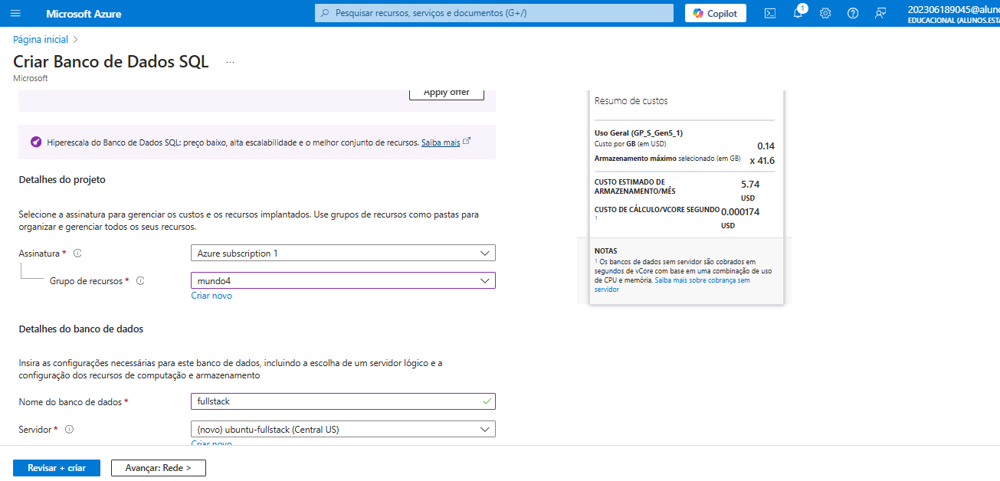 Microsoft Azure
Pesquisar recursos, serviços e documentos (G+/)
Copilot
1
202306189045@aluno
EDUCACIONAL (ALUNOS.ESTA
Página inicial >
Criar Banco de Dados SQL ...
Microsoft
Apply offer
Hiperescala do Banco de Dados SQL: preço baixo, alta escalabilidade e o melhor conjunto de recursos. Saiba mais
Detalhes do projeto
Selecione a assinatura para gerenciar os custos e os recursos implantados. Use grupos de recursos como pastas para
organizar e gerenciar todos os seus recursos.
Assinatura *
Azure subscription 1
Grupo de recursos *
mundo4
Criar novo
Detalhes do banco de dados
Insira as configurações necessárias para este banco de dados, incluindo a escolha de um servidor lógico e a
configuração dos recursos de computação e armazenamento
Nome do banco de dados *
fullstack
Servidor *
(novo) ubuntu-fullstack (Central US)
Criar novo
Revisar + criar
Avançar: Rede >
Resumo de custos
Uso Geral (GP_S_Gen5_1)
Custo por GB (em USD)
0.14
Armazenamento máximo selecionado (em GB)
x 41.6
CUSTO ESTIMADO DE
ARMAZENAMENTO/MÊS
5.74
USD
CUSTO DE CÁLCULO/VCORE SEGUNDO
1
0.000174
USD
NOTAS
1 Os bancos de dados sem servidor são cobrados em
segundos de vCore com base em uma combinação de uso
de CPU e memória. Saiba mais sobre cobrança sem
servidor